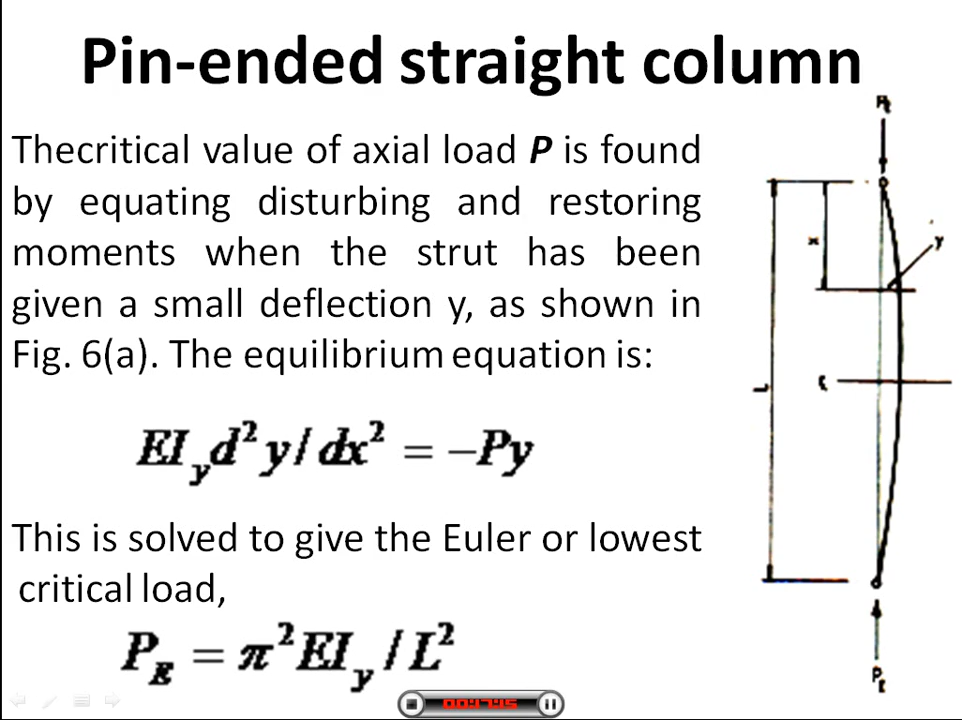 Pin-ended straight column
Thecritical value of axial load P is found
by equating disturbing and restoring
moments when the strut has been
given a small deflection y, as shown in
Fig. 6(a). The equilibrium equation is:
EI_y d²y/dx² = −Py
This is solved to give the Euler or lowest
critical load,
P_E = π²EI_y/L²
x
y
L